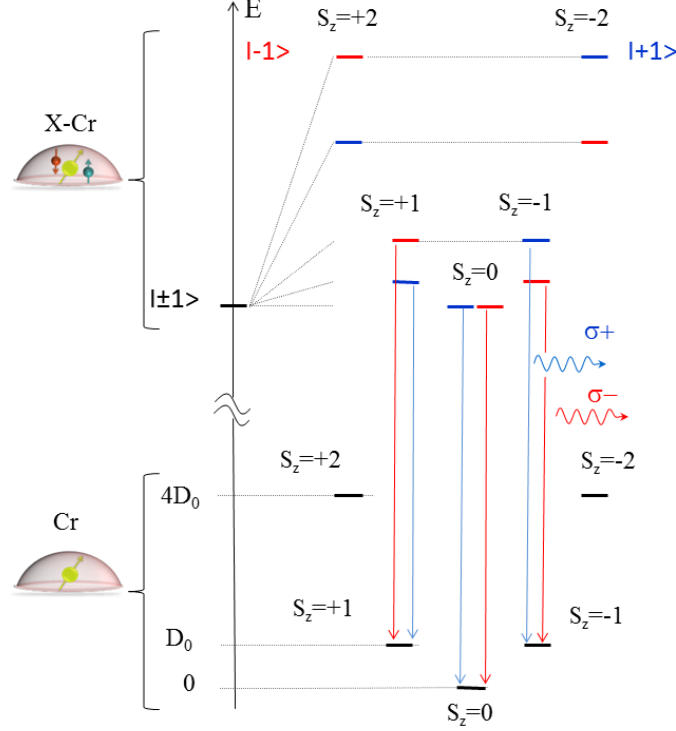 E
S_z=+2
S_z=-2
|-1>
|+1>
X-Cr
S_z=+1
S_z=-1
S_z=0
|±1>
σ+
σ−
S_z=+2
S_z=-2
4D_0
Cr
S_z=+1
S_z=-1
D_0
0
S_z=0